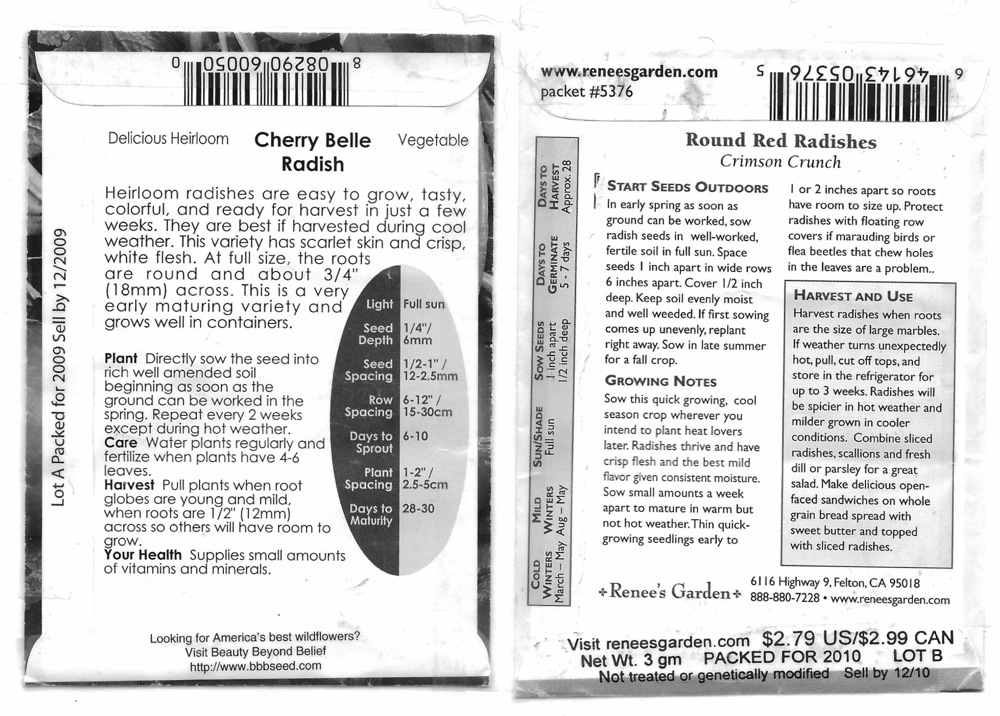 0 05009 06280 8
Delicious Heirloom
Cherry Belle
Radish
Vegetable
Heirloom radishes are easy to grow, tasty,
colorful, and ready for harvest in just a few
weeks. They are best if harvested during cool
weather. This variety has scarlet skin and crisp,
white flesh. At full size, the roots
are round and about 3/4"
(18mm) across. This is a very
early maturing variety and
grows well in containers.
Plant Directly sow the seed into
rich well amended soil
beginning as soon as the
ground can be worked in the
spring. Repeat every 2 weeks
except during hot weather.
Care Water plants regularly and
fertilize when plants have 4-6
leaves.
Harvest Pull plants when root
globes are young and mild,
when roots are 1/2" (12mm)
across so others will have room to
grow.
Your Health Supplies small amounts
of vitamins and minerals.
Light Full sun
Seed 1/4"/
Depth 6mm
Seed 1/2-1" /
Spacing 12-2.5mm
Row 6-12" /
Spacing 15-30cm
Days to 6-10
Sprout
Plant 1-2" /
Spacing 2.5-5cm
Days to 28-30
Maturity
Lot A Packed for 2009 Sell by 12/2009
Looking for America's best wildflowers?
Visit Beauty Beyond Belief
http://www.bbbseed.com
www.reneesgarden.com
packet #5376
5 05376 46143 6
Round Red Radishes
Crimson Crunch
COLD
WINTERS
March – May
MILD
WINTERS
Aug – May
SUN/SHADE
Full sun
SOW SEEDS
1 inch apart
1/2 inch deep
DAYS TO
GERMINATE
5 - 7 days
DAYS TO
HARVEST
Approx. 28
START SEEDS OUTDOORS
In early spring as soon as
ground can be worked, sow
radish seeds in well-worked,
fertile soil in full sun. Space
seeds 1 inch apart in wide rows
6 inches apart. Cover 1/2 inch
deep. Keep soil evenly moist
and well weeded. If first sowing
comes up unevenly, replant
right away. Sow in late summer
for a fall crop.
GROWING NOTES
Sow this quick growing, cool
season crop wherever you
intend to plant heat lovers
later. Radishes thrive and have
crisp flesh and the best mild
flavor given consistent moisture.
Sow small amounts a week
apart to mature in warm but
not hot weather. Thin quick-
growing seedlings early to
1 or 2 inches apart so roots
have room to size up. Protect
radishes with floating row
covers if marauding birds or
flea beetles that chew holes
in the leaves are a problem..
HARVEST AND USE
Harvest radishes when roots
are the size of large marbles.
If weather turns unexpectedly
hot, pull, cut off tops, and
store in the refrigerator for
up to 3 weeks. Radishes will
be spicier in hot weather and
milder grown in cooler
conditions. Combine sliced
radishes, scallions and fresh
dill or parsley for a great
salad. Make delicious open-
faced sandwiches on whole
grain bread spread with
sweet butter and topped
with sliced radishes.
Renee's Garden
6116 Highway 9, Felton, CA 95018
888-880-7228 • www.reneesgarden.com
Visit reneesgarden.com $2.79 US/$2.99 CAN
Net Wt. 3 gm PACKED FOR 2010 LOT B
Not treated or genetically modified Sell by 12/10